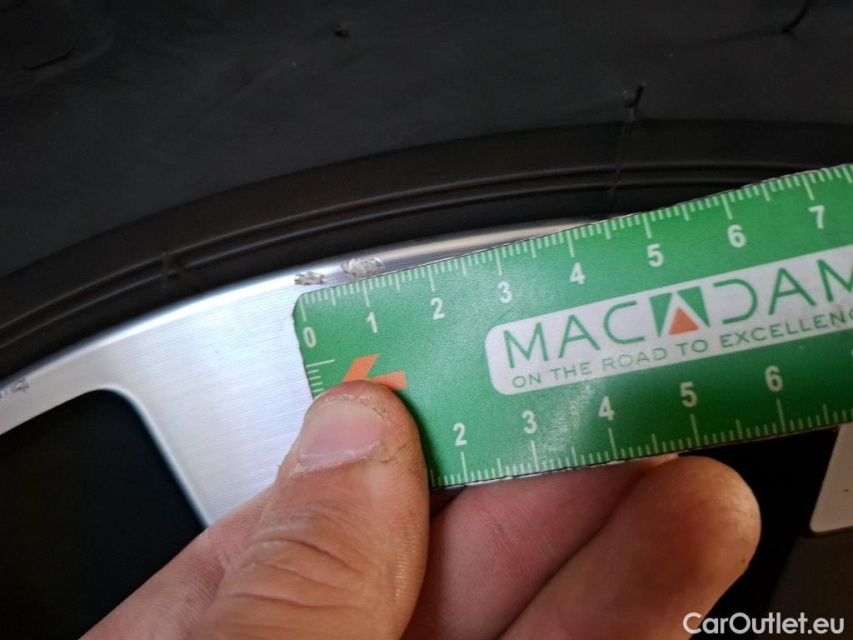 0 1 2 3 4 5 6 7
MACADAM
ON THE ROAD TO EXCELLENC
2 3 4 5 6
CarOutlet.eu